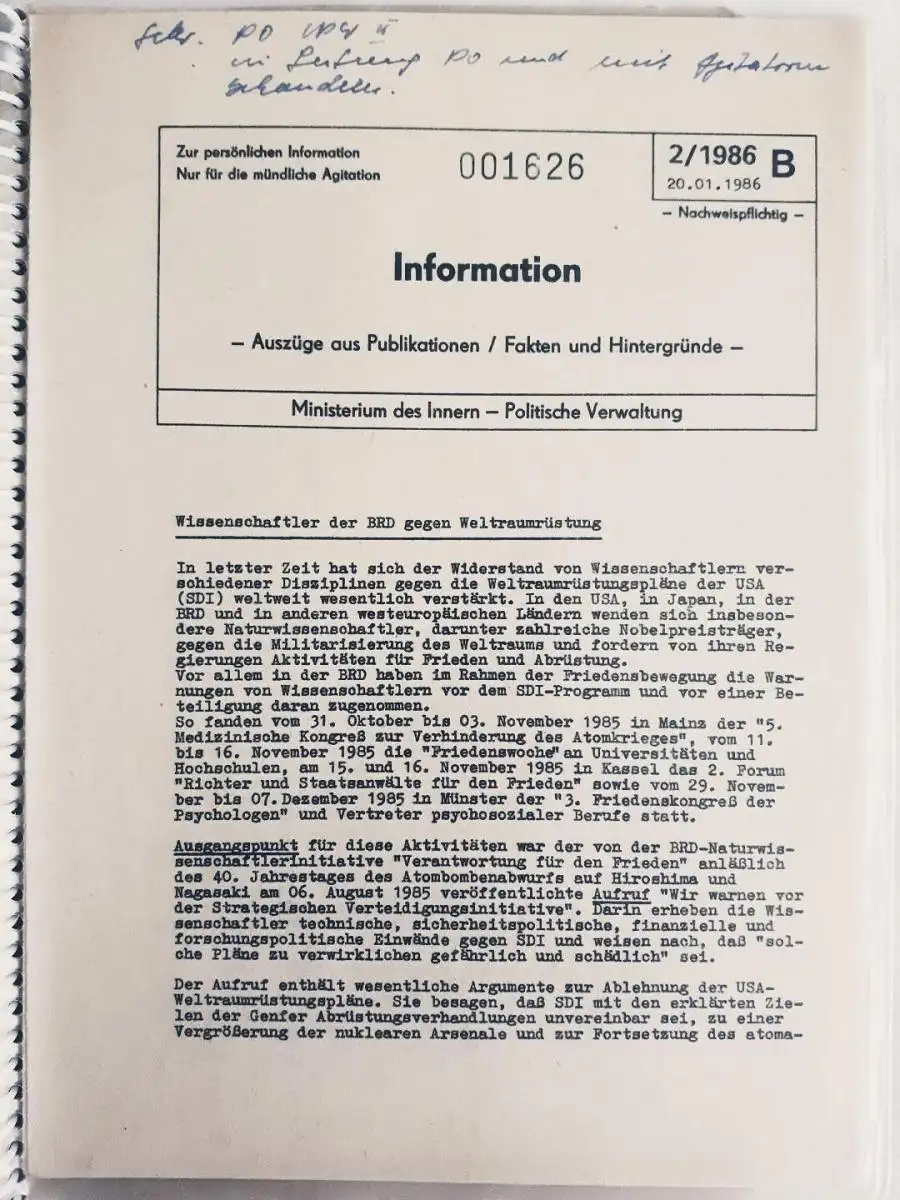 PO
PO und mit Agitatoren
behandeln.
Zur persönlichen Information
Nur für die mündliche Agitation
001626
2/1986 B
20.01.1986
– Nachweispflichtig –
Information
– Auszüge aus Publikationen / Fakten und Hintergründe –
Ministerium des Innern – Politische Verwaltung
Wissenschaftler der BRD gegen Weltraumrüstung
In letzter Zeit hat sich der Widerstand von Wissenschaftlern ver-
schiedener Disziplinen gegen die Weltraumrüstungspläne der USA
(SDI) weltweit wesentlich verstärkt. In den USA, in Japan, in der
BRD und in anderen westeuropäischen Ländern wenden sich insbeson-
dere Naturwissenschaftler, darunter zahlreiche Nobelpreisträger,
gegen die Militarisierung des Weltraums und fordern von ihren Re-
gierungen Aktivitäten für Frieden und Abrüstung.
Vor allem in der BRD haben im Rahmen der Friedensbewegung die War-
nungen von Wissenschaftlern vor dem SDI-Programm und vor einer Be-
teiligung daran zugenommen.
So fanden vom 31. Oktober bis 03. November 1985 in Mainz der "5.
Medizinische Kongreß zur Verhinderung des Atomkrieges", vom 11.
bis 16. November 1985 die "Friedenswoche" an Universitäten und
Hochschulen, am 15. und 16. November 1985 in Kassel das 2. Forum
"Richter und Staatsanwälte für den Frieden" sowie vom 29. Novem-
ber bis 07. Dezember 1985 in Münster der "3. Friedenskongreß der
Psychologen" und Vertreter psychosozialer Berufe statt.
Ausgangspunkt für diese Aktivitäten war der von der BRD-Naturwis-
senschaftlerinitiative "Verantwortung für den Frieden" anläßlich
des 40. Jahrestages des Atombombenabwurfs auf Hiroshima und
Nagasaki am 06. August 1985 veröffentlichte Aufruf "Wir warnen vor
der Strategischen Verteidigungsinitiative". Darin erheben die Wis-
senschaftler technische, sicherheitspolitische, finanzielle und
forschungspolitische Einwände gegen SDI und weisen nach, daß "sol-
che Pläne zu verwirklichen gefährlich und schädlich" sei.
Der Aufruf enthält wesentliche Argumente zur Ablehnung der USA-
Weltraumrüstungspläne. Sie besagen, daß SDI mit den erklärten Zie-
len der Genfer Abrüstungsverhandlungen unvereinbar sei, zu einer
Vergrößerung der nuklearen Arsenale und zur Fortsetzung des atoma-